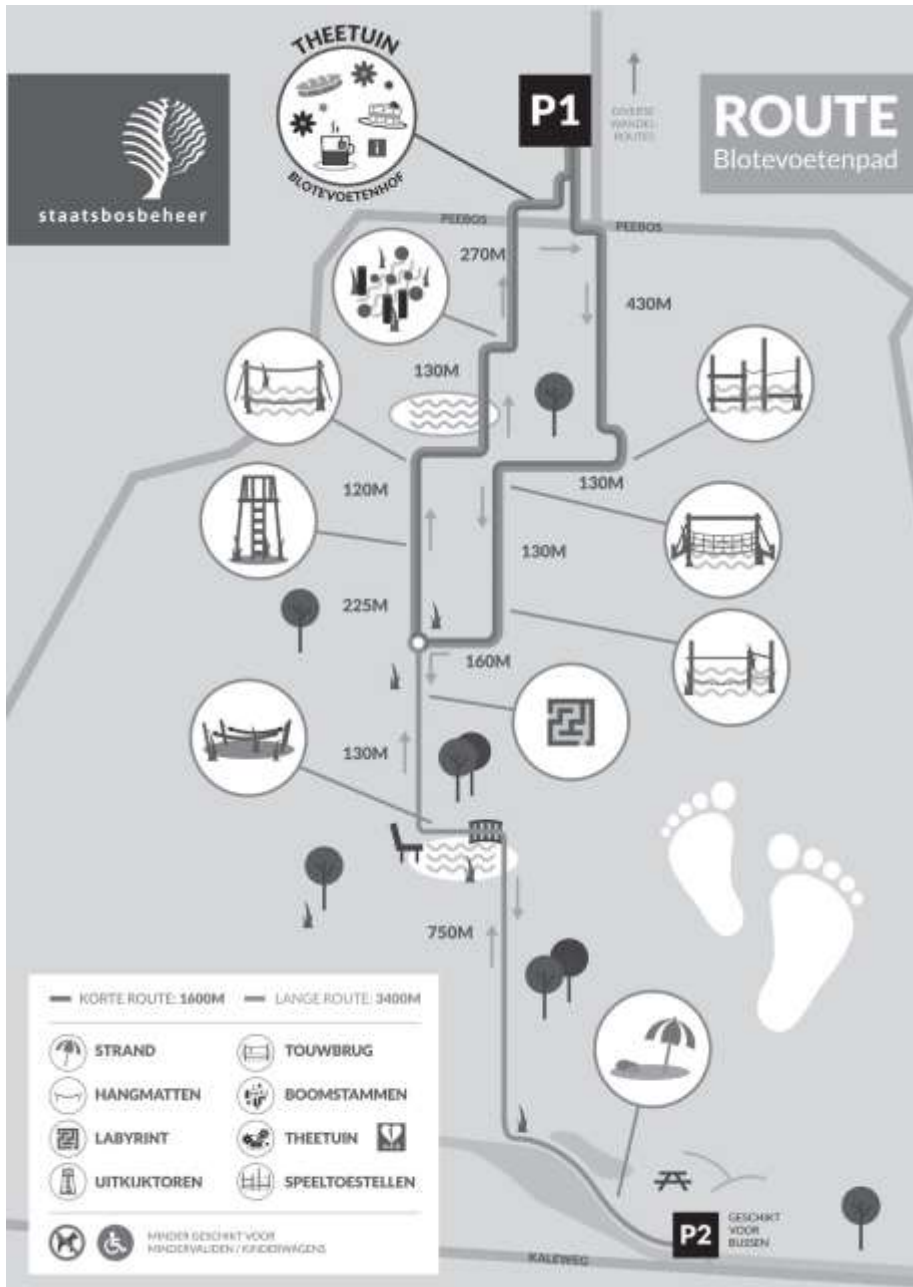 THEETUIN
BLOTEVOETENHOF
staatsbosbeheer
P1
DIVERSE
WANDEL
ROUTES
ROUTE
Blotevoetenpad
PEEBOS
PEEBOS
270M
430M
130M
120M
130M
130M
225M
160M
130M
750M
KORTE ROUTE: 1600M
LANGE ROUTE: 3400M
STRAND
TOUWBRUG
HANGMATTEN
BOOMSTAMMEN
LABYRINT
THEETUIN
UITKIJKTOREN
SPEELTOESTELLEN
MINDER GESCHIKT VOOR
MINDERVALIDEN / KINDERWAGENS
P2
GESCHIKT
VOOR
BUSSEN
KALEWEG